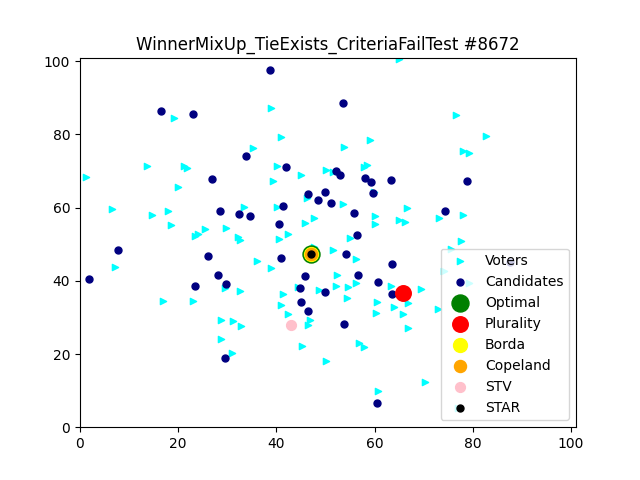 WinnerMixUp_TieExists_CriteriaFailTest #8672
100
80
60
40
20
0
0 20 40 60 80 100
Voters
Candidates
Optimal
Plurality
Borda
Copeland
STV
STAR